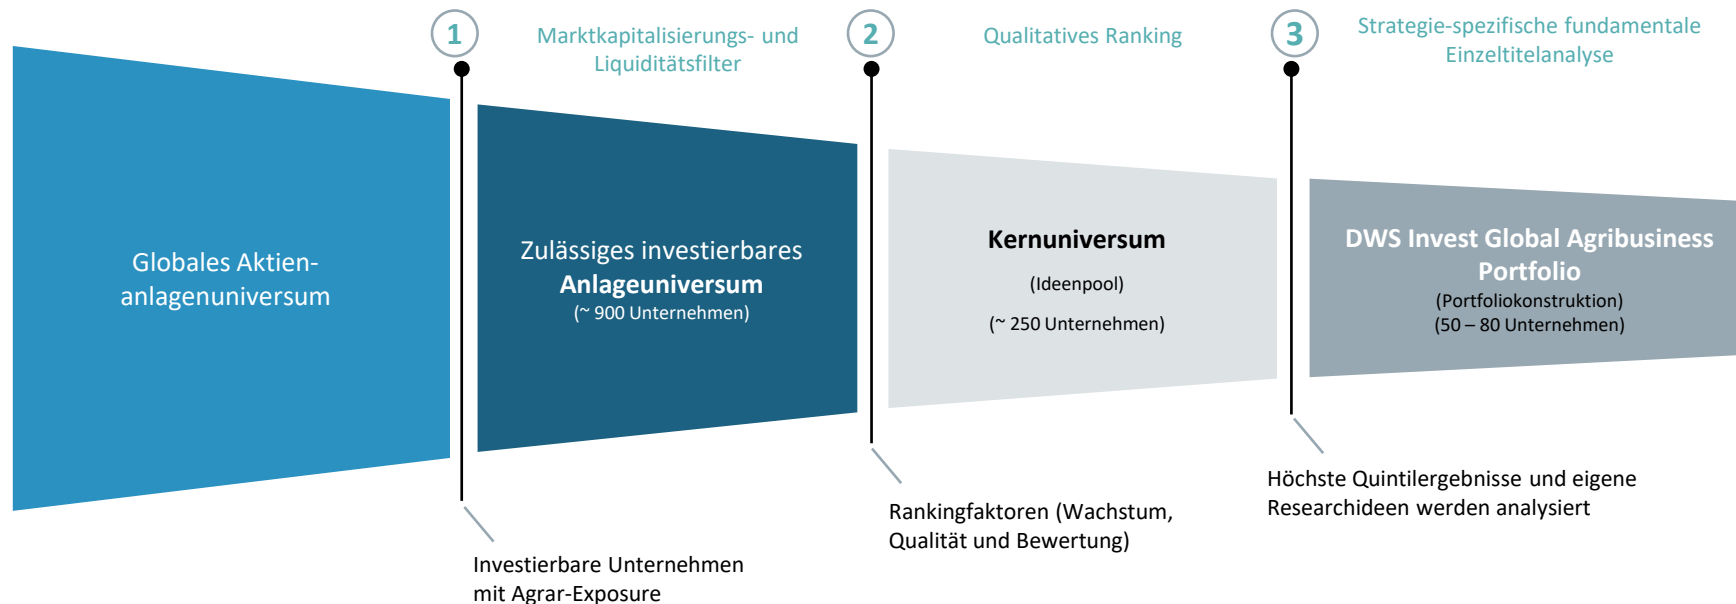 1
Marktkapitalisierungs- und
Liquiditätsfilter
2
Qualitatives Ranking
3
Strategie-spezifische fundamentale
Einzeltitelanalyse
Globales Aktien-
anlagenuniversum
Zulässiges investierbares
Anlageuniversum
(~ 900 Unternehmen)
Kernuniversum
(Ideenpool)
(~ 250 Unternehmen)
DWS Invest Global Agribusiness
Portfolio
(Portfoliokonstruktion)
(50 – 80 Unternehmen)
Investierbare Unternehmen
mit Agrar-Exposure
Rankingfaktoren (Wachstum,
Qualität und Bewertung)
Höchste Quintilergebnisse und eigene
Researchideen werden analysiert